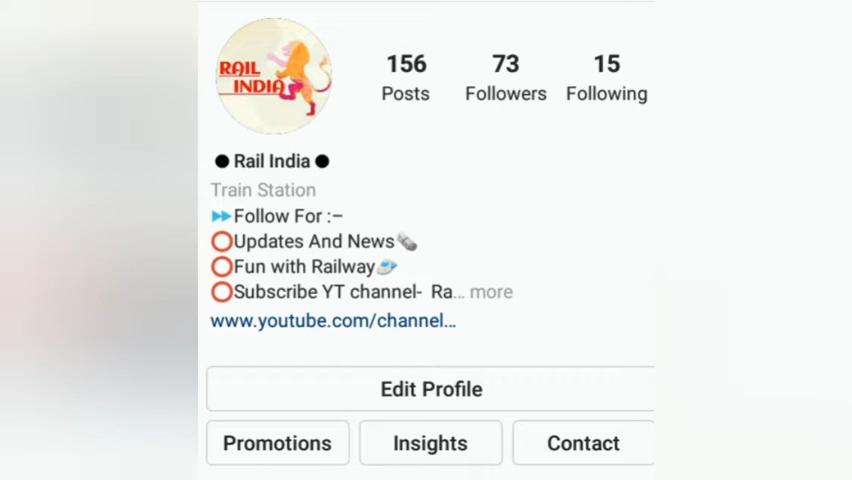 RAIL
INDIA
156 73 15
Posts Followers Following
● Rail India ●
Train Station
⏩Follow For :–
⭕Updates And News🗞️
⭕Fun with Railway🚅
⭕Subscribe YT channel- Ra... more
www.youtube.com/channel...
Edit Profile
Promotions Insights Contact